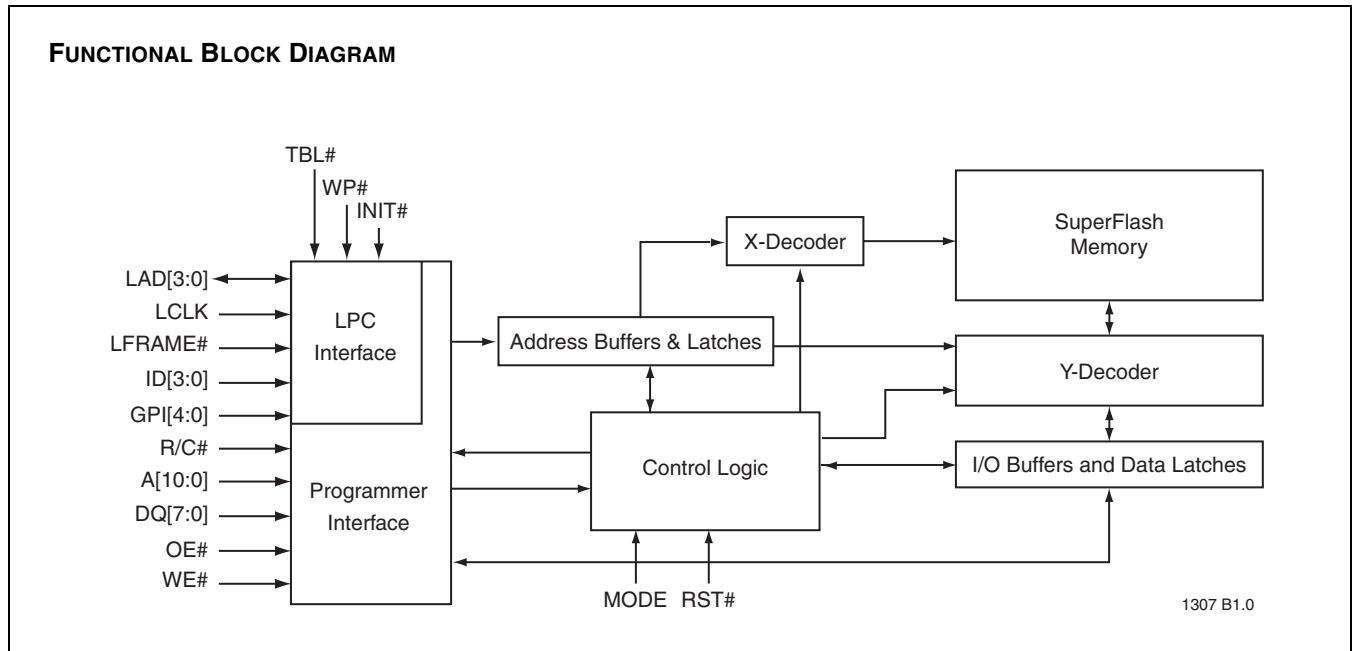 FUNCTIONAL BLOCK DIAGRAM
TBL#
WP#
INIT#
LAD[3:0]
LCLK
LFRAME#
ID[3:0]
GPI[4:0]
R/C#
A[10:0]
DQ[7:0]
OE#
WE#
LPC
Interface
Programmer
Interface
Address Buffers & Latches
X-Decoder
SuperFlash
Memory
Y-Decoder
Control Logic
I/O Buffers and Data Latches
MODE RST#
1307 B1.0